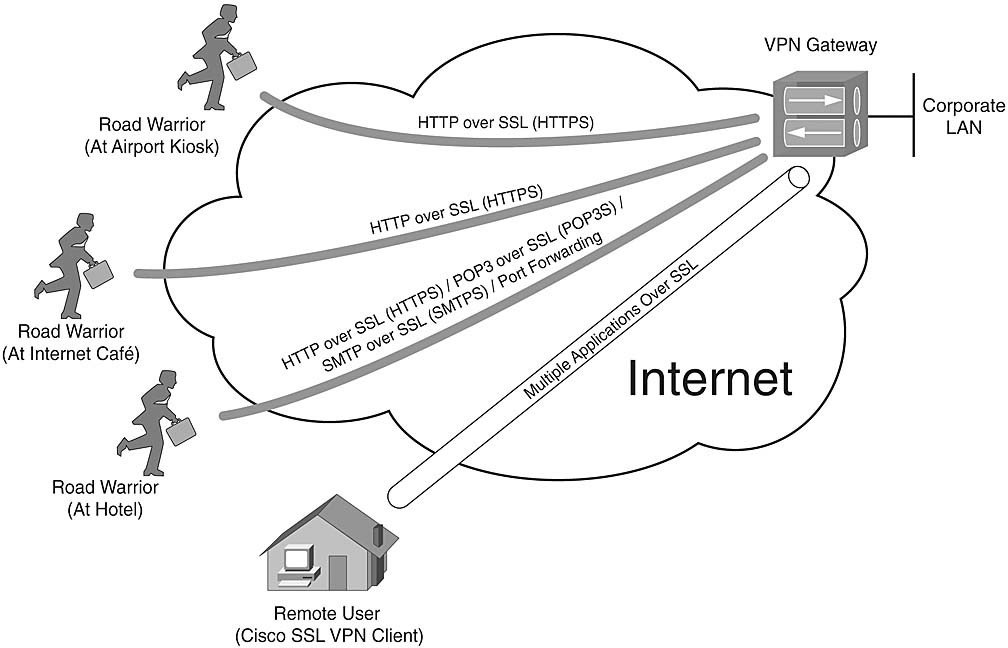 VPN Gateway
Corporate
LAN
HTTP over SSL (HTTPS)
Road Warrior
(At Airport Kiosk)
HTTP over SSL (HTTPS)
Road Warrior
(At Internet Café)
HTTP over SSL (HTTPS) / POP3 over SSL (POP3S) /
SMTP over SSL (SMTPS) / Port Forwarding
Multiple Applications Over SSL
Internet
Road Warrior
(At Hotel)
Remote User
(Cisco SSL VPN Client)